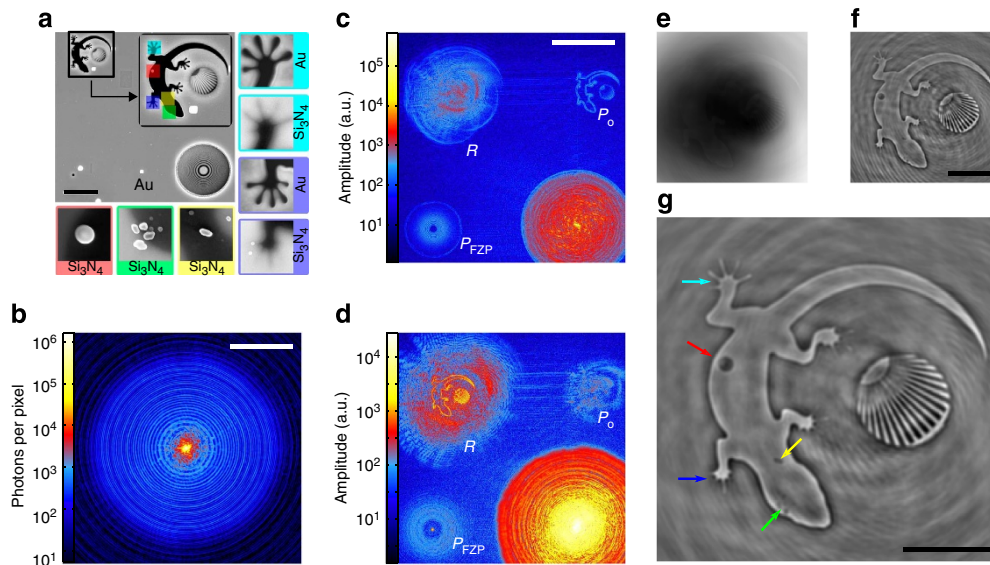 a
Au
Au
Si3N4
Au
Si3N4
Si3N4
Si3N4
Si3N4
b
Photons per pixel
10^6
10^5
10^4
10^3
10^2
10^1
c
Amplitude (a.u.)
10^5
10^4
10^3
10^2
10^1
R
Po
PFZP
d
Amplitude (a.u.)
10^4
10^3
10^2
10^1
R
Po
PFZP
e
f
g